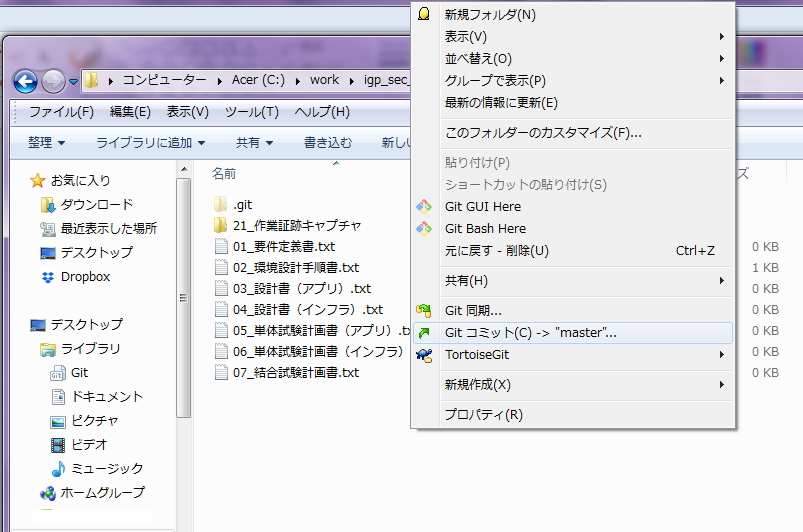 コンピューター ▸ Acer (C:) ▸ work ▸ igp_sec_
ファイル(F) 編集(E) 表示(V) ツール(T) ヘルプ(H)
整理 ライブラリに追加 共有 書き込む 新し
お気に入り
ダウンロード
最近表示した場所
デスクトップ
Dropbox
デスクトップ
ライブラリ
Git
ドキュメント
ピクチャ
ビデオ
ミュージック
ホームグループ
名前
ズ
.git
21_作業証跡キャプチャ
01_要件定義書.txt 0 KB
02_環境設計手順書.txt 1 KB
03_設計書（アプリ）.txt 0 KB
04_設計書（インフラ）.txt 0 KB
05_単体試験計画書（アプリ）.t 0 KB
06_単体試験計画書（インフラ） 0 KB
07_結合試験計画書.txt 0 KB
新規フォルダ(N)
表示(V)
並べ替え(O)
グループで表示(P)
最新の情報に更新(E)
このフォルダーのカスタマイズ(F)...
貼り付け(P)
ショートカットの貼り付け(S)
Git GUI Here
Git Bash Here
元に戻す - 削除(U) Ctrl+Z
共有(H)
Git 同期...
Git コミット(C) -> "master"...
TortoiseGit
新規作成(X)
プロパティ(R)